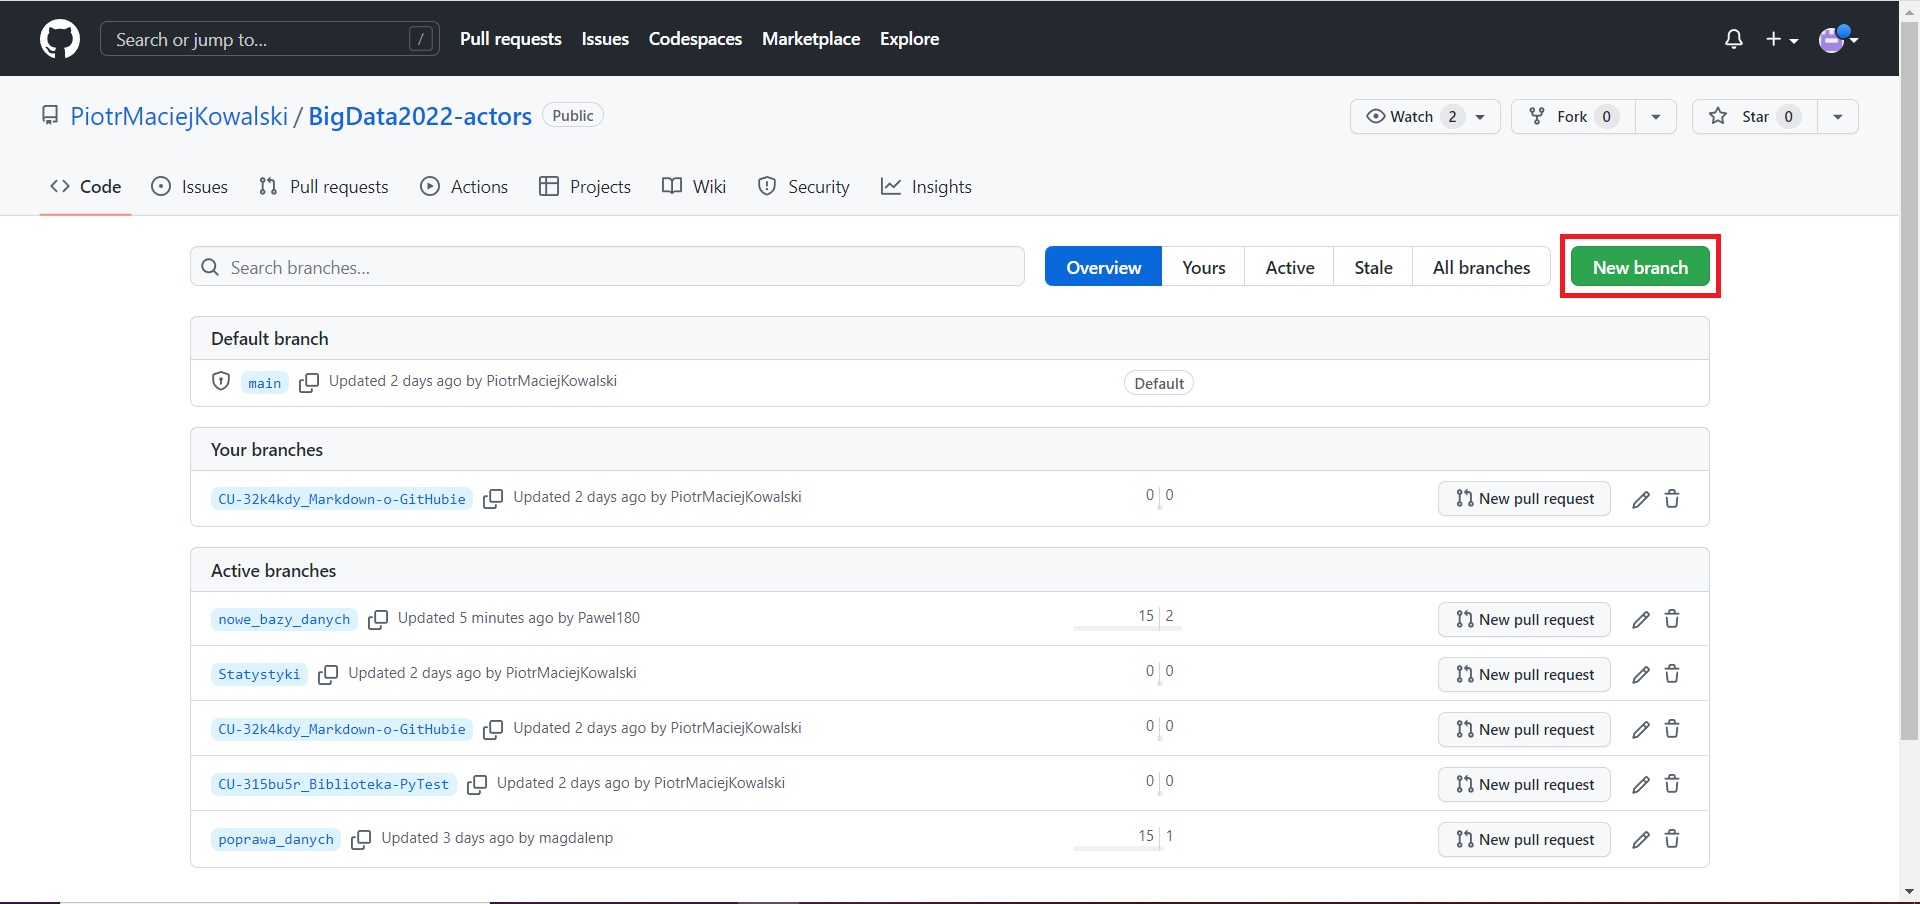 Search or jump to... / Pull requests Issues Codespaces Marketplace Explore
PiotrMaciejKowalski / BigData2022-actors Public Watch 2 Fork 0 Star 0
Code Issues Pull requests Actions Projects Wiki Security Insights
Search branches... Overview Yours Active Stale All branches New branch
Default branch
main Updated 2 days ago by PiotrMaciejKowalski Default
Your branches
CU-32k4kdy_Markdown-o-GitHubie Updated 2 days ago by PiotrMaciejKowalski 0 0 New pull request
Active branches
nowe_bazy_danych Updated 5 minutes ago by Pawel180 15 2 New pull request
Statystyki Updated 2 days ago by PiotrMaciejKowalski 0 0 New pull request
CU-32k4kdy_Markdown-o-GitHubie Updated 2 days ago by PiotrMaciejKowalski 0 0 New pull request
CU-315bu5r_Biblioteka-PyTest Updated 2 days ago by PiotrMaciejKowalski 0 0 New pull request
poprawa_danych Updated 3 days ago by magdalenp 15 1 New pull request